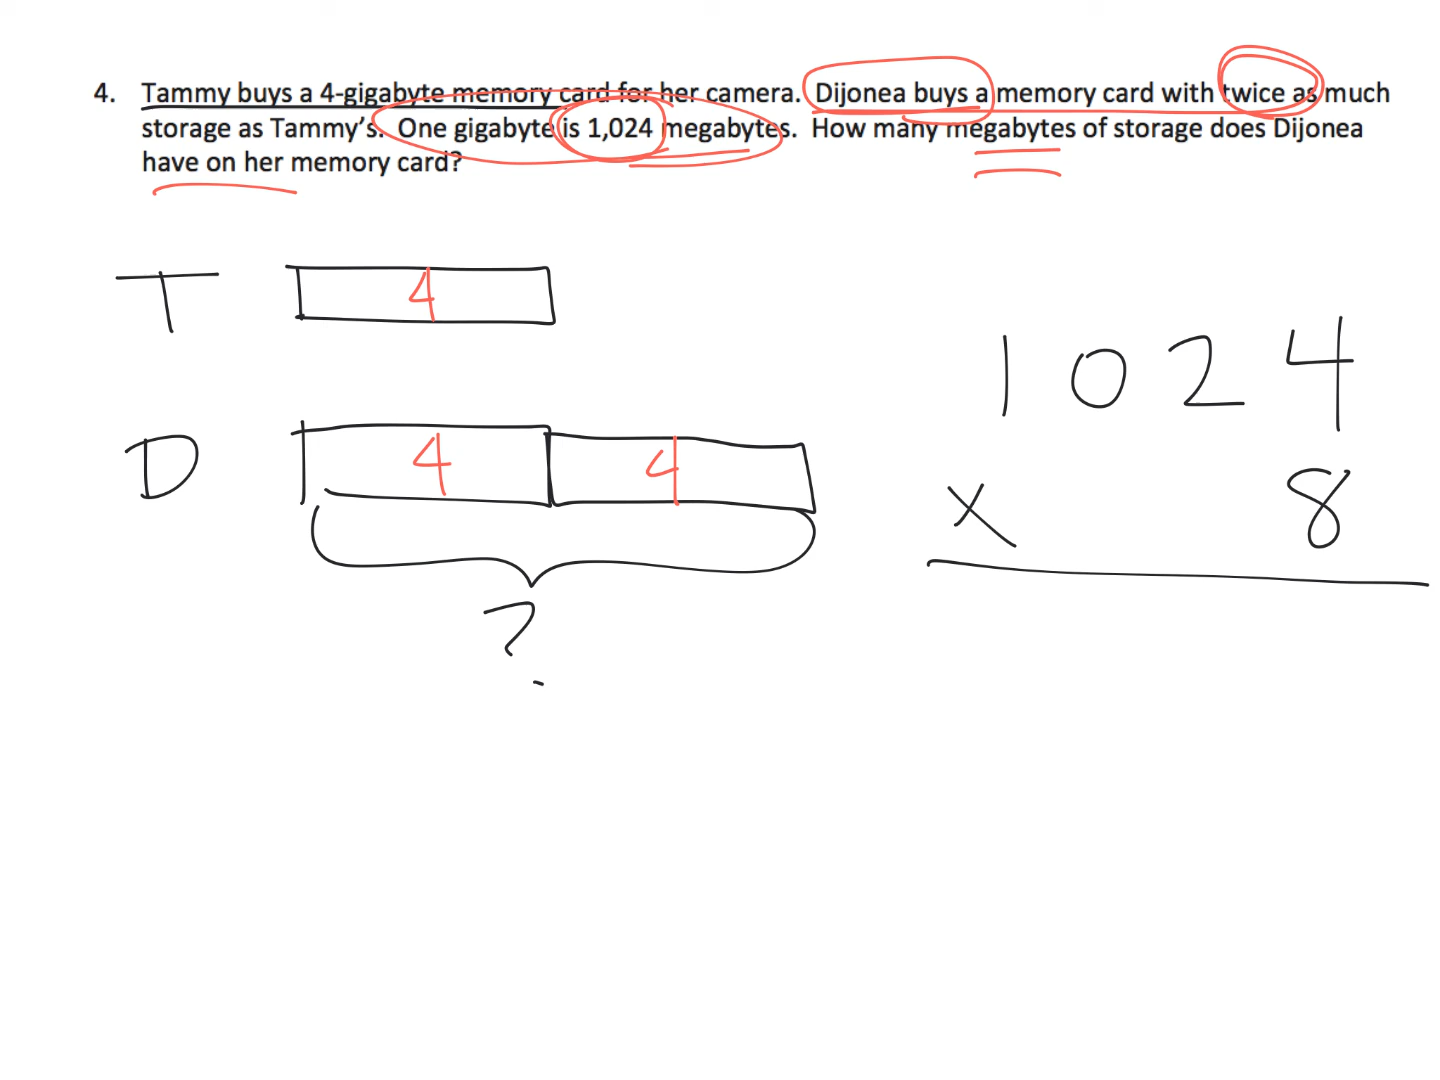 4. Tammy buys a 4-gigabyte memory card for her camera. Dijonea buys a memory card with twice as much
storage as Tammy's. One gigabyte is 1,024 megabytes. How many megabytes of storage does Dijonea
have on her memory card?
T 4
D 4 4
?
1024
x 8